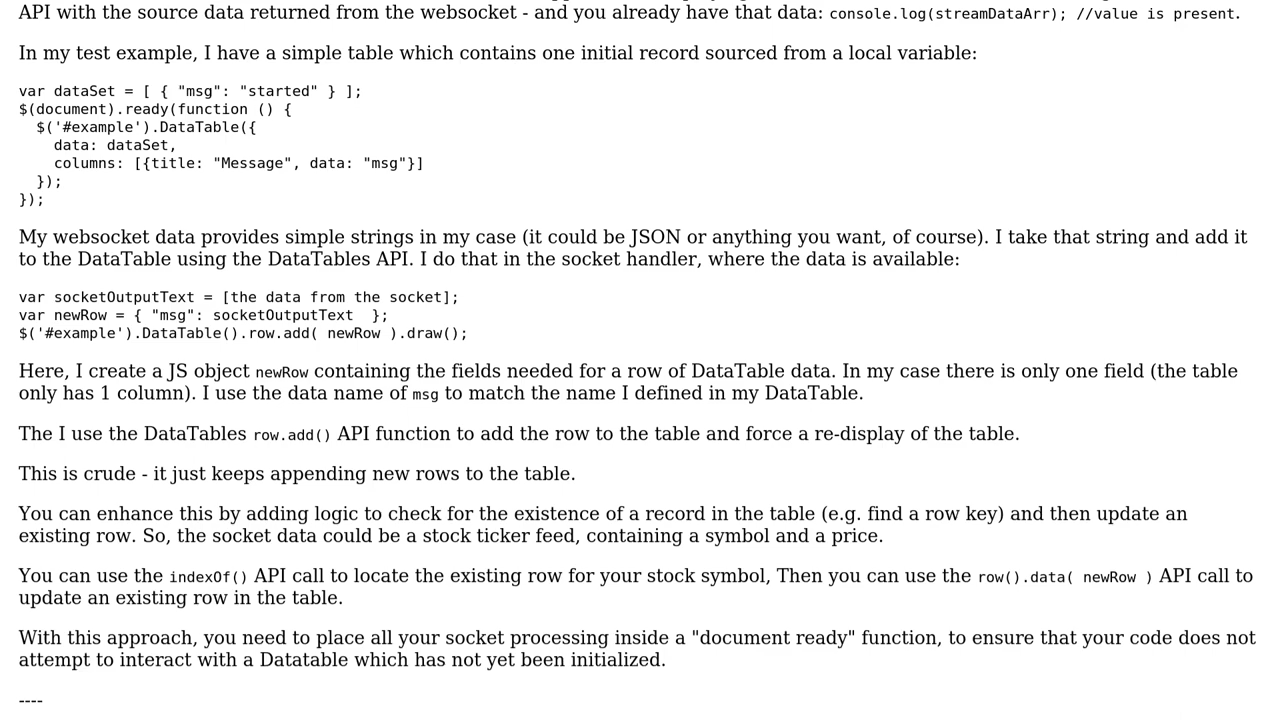 API with the source data returned from the websocket - and you already have that data: console.log(streamDataArr); //value is present.
In my test example, I have a simple table which contains one initial record sourced from a local variable:
var dataSet = [ { "msg": "started" } ];
$(document).ready(function () {
  $('#example').DataTable({
    data: dataSet,
    columns: [{title: "Message", data: "msg"}]
  });
});
My websocket data provides simple strings in my case (it could be JSON or anything you want, of course). I take that string and add it
to the DataTable using the DataTables API. I do that in the socket handler, where the data is available:
var socketOutputText = [the data from the socket];
var newRow = { "msg": socketOutputText  };
$('#example').DataTable().row.add( newRow ).draw();
Here, I create a JS object newRow containing the fields needed for a row of DataTable data. In my case there is only one field (the table
only has 1 column). I use the data name of msg to match the name I defined in my DataTable.
The I use the DataTables row.add() API function to add the row to the table and force a re-display of the table.
This is crude - it just keeps appending new rows to the table.
You can enhance this by adding logic to check for the existence of a record in the table (e.g. find a row key) and then update an
existing row. So, the socket data could be a stock ticker feed, containing a symbol and a price.
You can use the indexOf() API call to locate the existing row for your stock symbol, Then you can use the row().data( newRow ) API call to
update an existing row in the table.
With this approach, you need to place all your socket processing inside a "document ready" function, to ensure that your code does not
attempt to interact with a Datatable which has not yet been initialized.
----